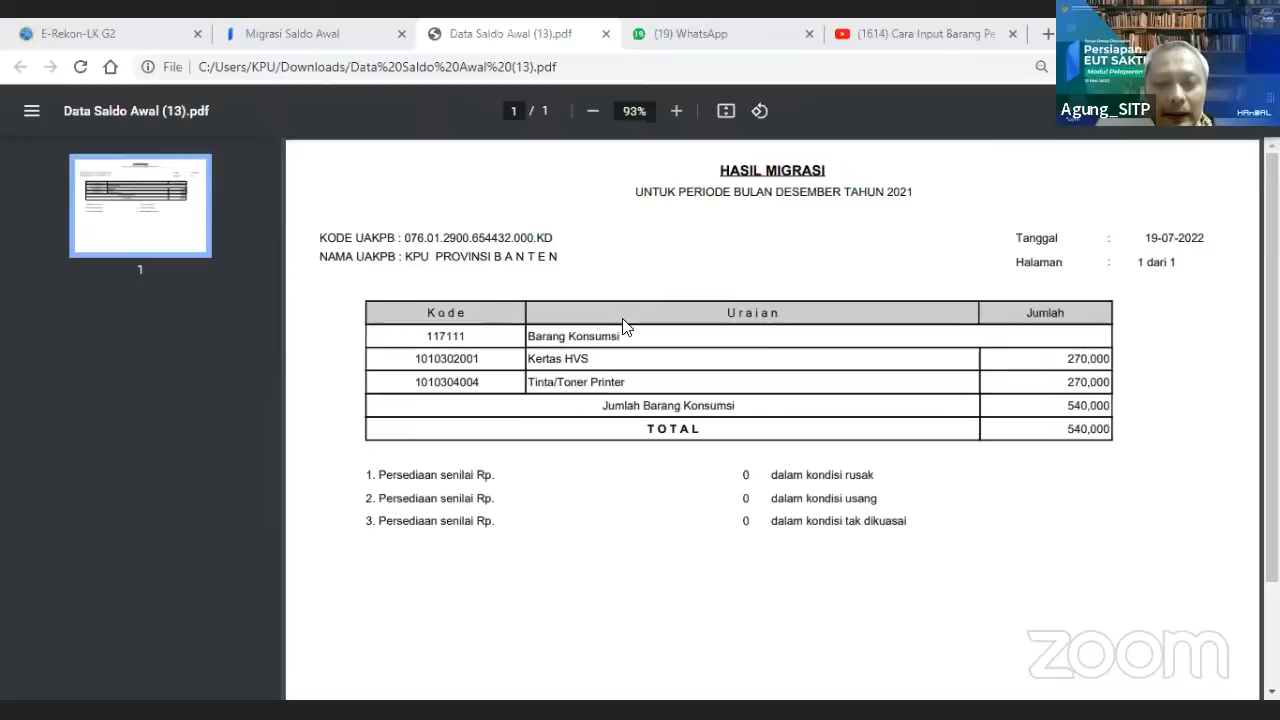 E-Rekon-LK G2
Migrasi Saldo Awal
Data Saldo Awal (13).pdf
(19) WhatsApp
(1614) Cara Input Barang Pe
File
C:/Users/KPU/Downloads/Data%20Saldo%20Awal%20(13).pdf
Persiapan
EUT SAKTI
Modul Pelaporan
Agung_SITP
HAnDAL
Data Saldo Awal (13).pdf
1 / 1
93%
1
HASIL MIGRASI
UNTUK PERIODE BULAN DESEMBER TAHUN 2021
KODE UAKPB : 076.01.2900.654432.000.KD
NAMA UAKPB : KPU PROVINSI B A N T E N
Tanggal : 19-07-2022
Halaman : 1 dari 1
K o d e U r a i a n Jumlah
117111 Barang Konsumsi
1010302001 Kertas HVS 270,000
1010304004 Tinta/Toner Printer 270,000
Jumlah Barang Konsumsi 540,000
T O T A L 540,000
1. Persediaan senilai Rp. 0 dalam kondisi rusak
2. Persediaan senilai Rp. 0 dalam kondisi usang
3. Persediaan senilai Rp. 0 dalam kondisi tak dikuasai
zoom